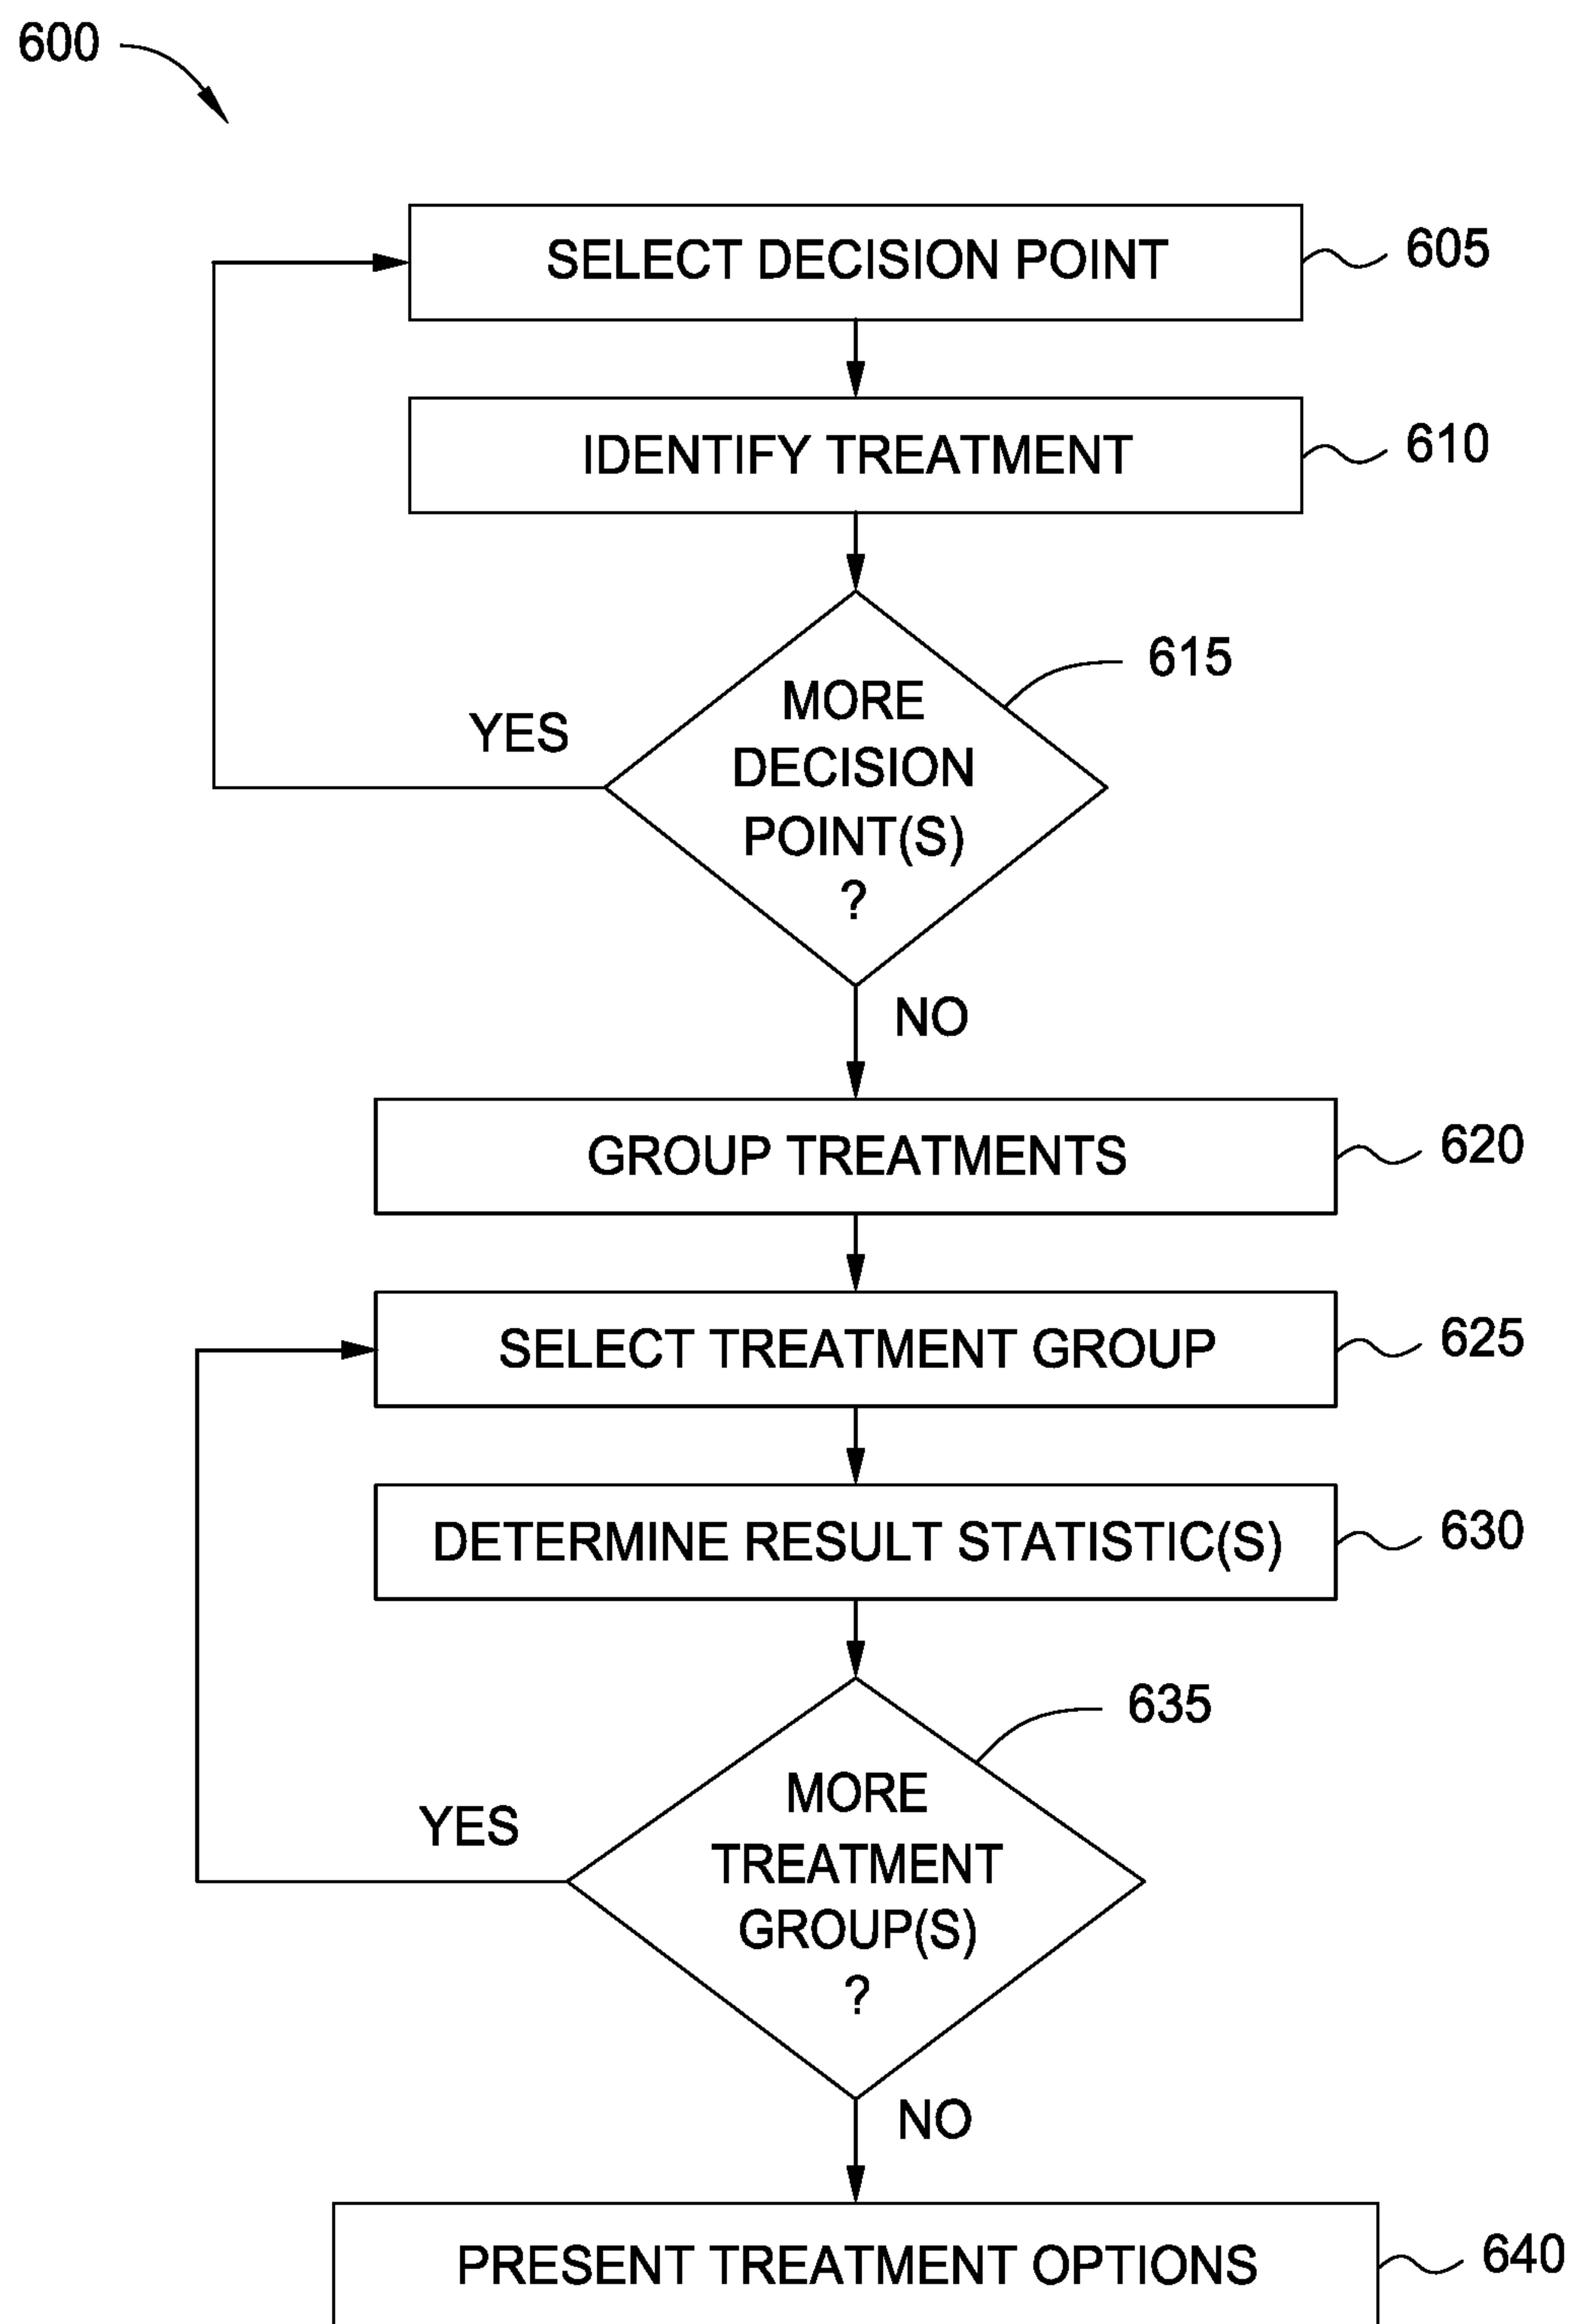 600
SELECT DECISION POINT
605
IDENTIFY TREATMENT
610
615
MORE
DECISION
POINT(S)
?
YES
NO
GROUP TREATMENTS
620
SELECT TREATMENT GROUP
625
DETERMINE RESULT STATISTIC(S)
630
635
MORE
TREATMENT
GROUP(S)
?
YES
NO
PRESENT TREATMENT OPTIONS
640